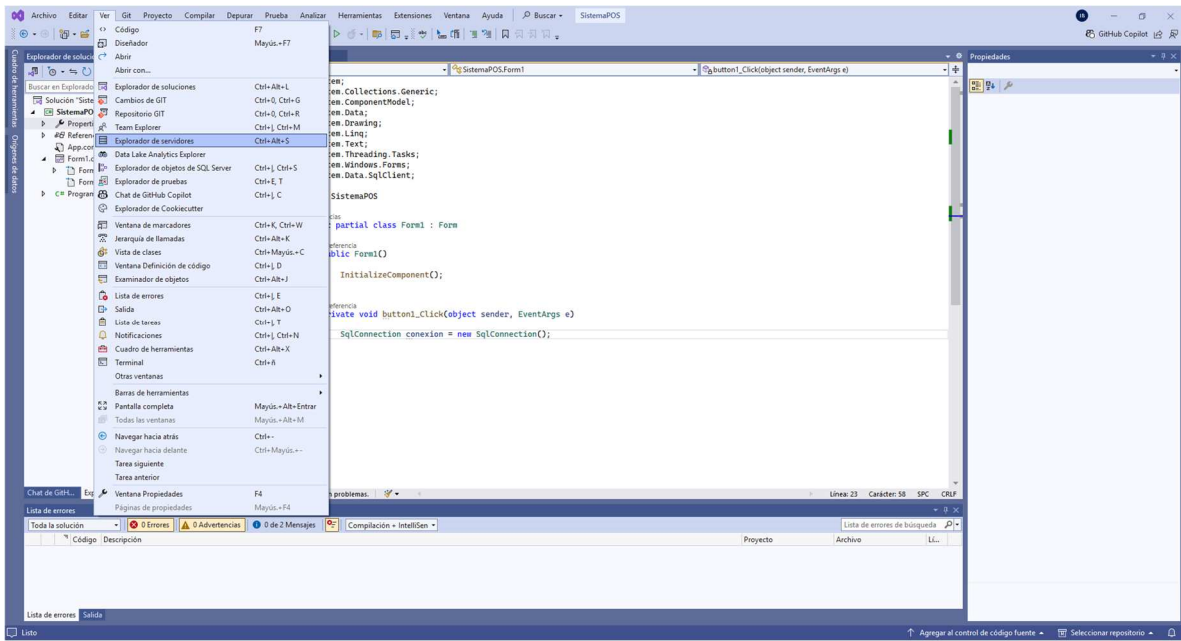 Archivo Editar Ver Git Proyecto Compilar Depurar Prueba Analizar Herramientas Extensiones Ventana Ayuda Buscar SistemaPOS
GitHub Copilot
Cuadro de herramientas
Orígenes de datos
Explorador de solucio
Buscar en Explorado
Solución "Siste
SistemaPO
Properti
Referen
App.con
Form1.c
Form
Form
C# Program
Código F7
Diseñador Mayús.+F7
Abrir
Abrir con...
Explorador de soluciones Ctrl+Alt+L
Cambios de GIT Ctrl+0, Ctrl+G
Repositorio GIT Ctrl+0, Ctrl+R
Team Explorer Ctrl+|, Ctrl+M
Explorador de servidores Ctrl+Alt+S
Data Lake Analytics Explorer
Explorador de objetos de SQL Server Ctrl+|, Ctrl+S
Explorador de pruebas Ctrl+E, T
Chat de GitHub Copilot Ctrl+|, C
Explorador de Cookiecutter
Ventana de marcadores Ctrl+K, Ctrl+W
Jerarquía de llamadas Ctrl+Alt+K
Vista de clases Ctrl+Mayús.+C
Ventana Definición de código Ctrl+|, D
Examinador de objetos Ctrl+Alt+J
Lista de errores Ctrl+|, E
Salida Ctrl+Alt+O
Lista de tareas Ctrl+|, T
Notificaciones Ctrl+|, Ctrl+N
Cuadro de herramientas Ctrl+Alt+X
Terminal Ctrl+ñ
Otras ventanas
Barras de herramientas
Pantalla completa Mayús.+Alt+Entrar
Todas las ventanas Mayús.+Alt+M
Navegar hacia atrás Ctrl+-
Navegar hacia delante Ctrl+Mayús.+-
Tarea siguiente
Tarea anterior
Ventana Propiedades F4
Páginas de propiedades Mayús.+F4
SistemaPOS.Form1 button1_Click(object sender, EventArgs e)
em;
em.Collections.Generic;
em.ComponentModel;
em.Data;
em.Drawing;
em.Linq;
em.Text;
em.Threading.Tasks;
em.Windows.Forms;
em.Data.SqlClient;
SistemaPOS
cias
partial class Form1 : Form
eferencia
blic Form1()
InitializeComponent();
eferencia
rivate void button1_Click(object sender, EventArgs e)
SqlConnection conexion = new SqlConnection();
Propiedades
Chat de GitH... Exp
n problemas. Línea: 23 Carácter: 58 SPC CRLF
Lista de errores
Toda la solución 0 Errores 0 Advertencias 0 de 2 Mensajes Compilación + IntelliSen Lista de errores de búsqueda
Código Descripción Proyecto Archivo Lí...
Lista de errores Salida
Listo Agregar al control de código fuente Seleccionar repositorio